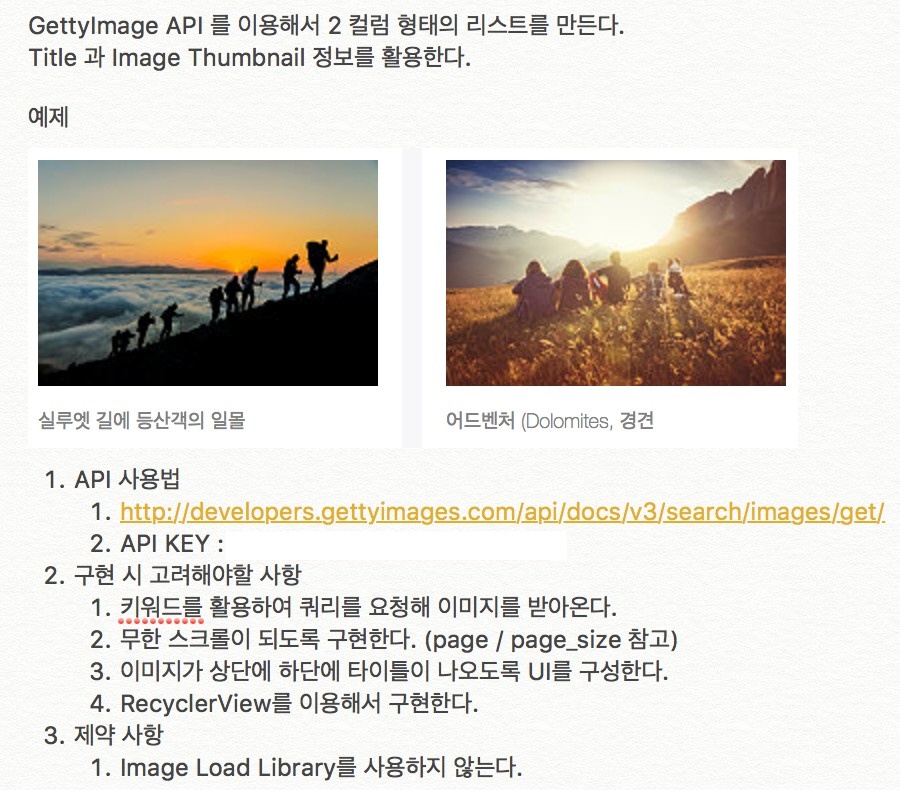 GettyImage API 를 이용해서 2 컬럼 형태의 리스트를 만든다.
Title 과 Image Thumbnail 정보를 활용한다.
예제
실루엣 길에 등산객의 일몰
어드벤처 (Dolomites, 경견
1. API 사용법
1. http://developers.gettyimages.com/api/docs/v3/search/images/get/
2. API KEY :
2. 구현 시 고려해야할 사항
1. 키워드를 활용하여 쿼리를 요청해 이미지를 받아온다.
2. 무한 스크롤이 되도록 구현한다. (page / page_size 참고)
3. 이미지가 상단에 하단에 타이틀이 나오도록 UI를 구성한다.
4. RecyclerView를 이용해서 구현한다.
3. 제약 사항
1. Image Load Library를 사용하지 않는다.